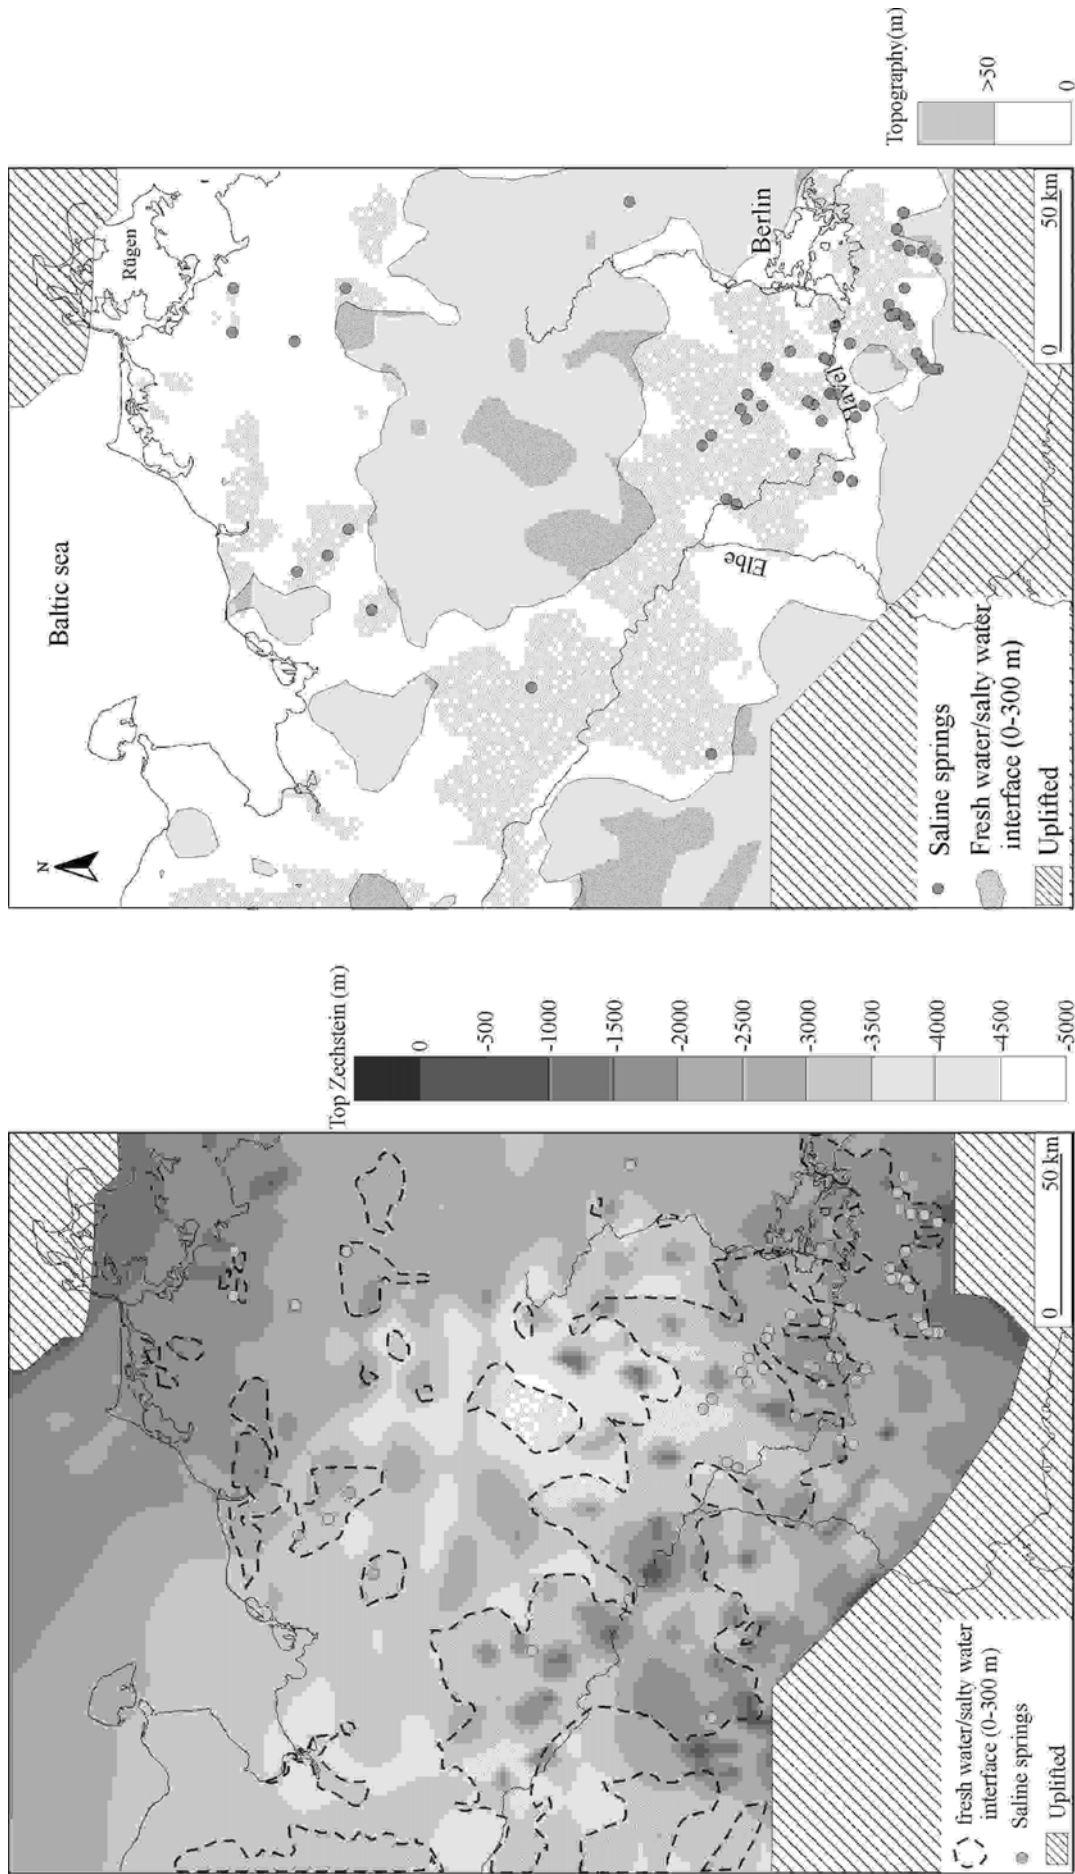 N
Baltic sea
Rügen
Elbe
Havel
Berlin
Saline springs
Fresh water/salty water
interface (0-300 m)
Uplifted
0
50 km
Topography(m)
>50
0
Top Zechstein (m)
0
-500
-1000
-1500
-2000
-2500
-3000
-3500
-4000
-4500
-5000
fresh water/salty water
interface (0-300 m)
Saline springs
Uplifted
0
50 km